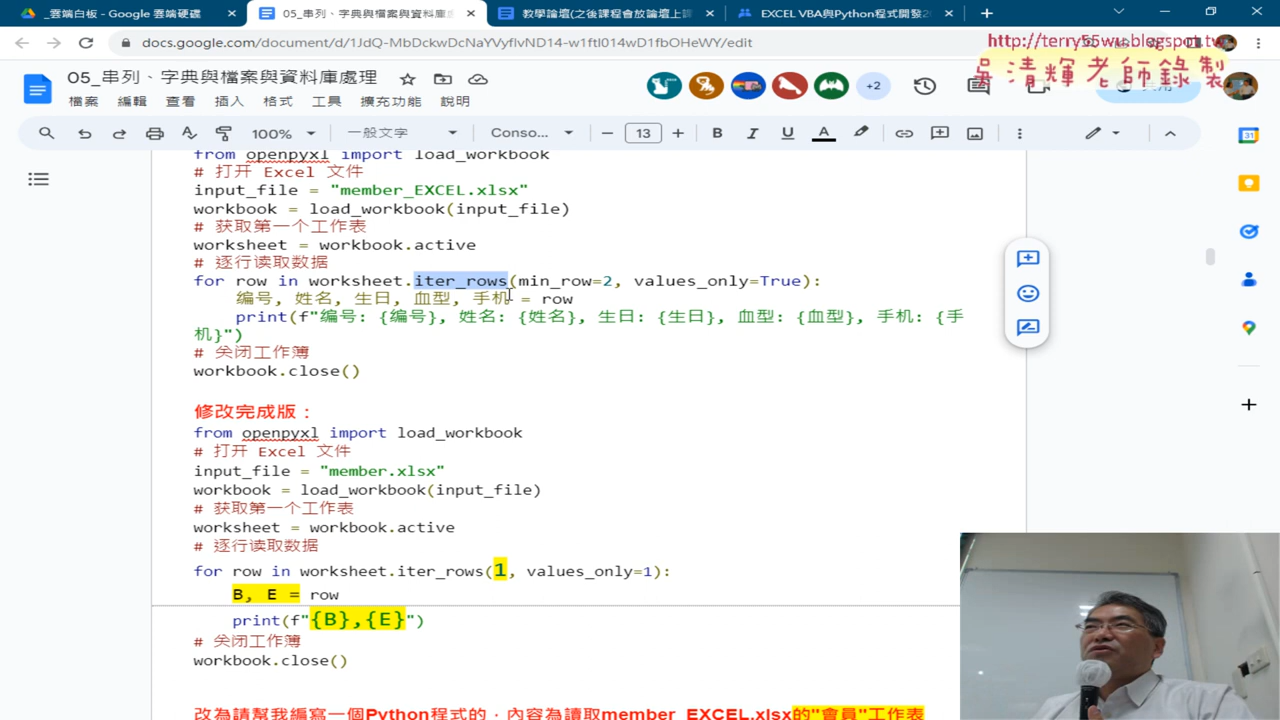 _雲端白板 - Google 雲端硬碟
05_串列、字典與檔案與資料庫處
教學論壇(之後課程會放論壇上課
EXCEL VBA與Python程式開發2
docs.google.com/document/d/1JdQ-MbDckwDcNaYVyflvND14-w1ftI014wD1fbOHeWY/edit
http://terry55wu.blogspot.tw
吳清輝老師錄製
05_串列、字典與檔案與資料庫處理
檔案 編輯 查看 插入 格式 工具 擴充功能 說明
+2
100% 一般文字 Conso... 13 B I U A
from openpyxl import load_workbook
# 打开 Excel 文件
input_file = "member_EXCEL.xlsx"
workbook = load_workbook(input_file)
# 获取第一个工作表
worksheet = workbook.active
# 逐行读取数据
for row in worksheet.iter_rows(min_row=2, values_only=True):
编号, 姓名, 生日, 血型, 手机 = row
print(f"编号: {编号}, 姓名: {姓名}, 生日: {生日}, 血型: {血型}, 手机: {手
机}")
# 关闭工作簿
workbook.close()
修改完成版：
from openpyxl import load_workbook
# 打开 Excel 文件
input_file = "member.xlsx"
workbook = load_workbook(input_file)
# 获取第一个工作表
worksheet = workbook.active
# 逐行读取数据
for row in worksheet.iter_rows(1, values_only=1):
B, E = row
print(f"{B},{E}")
# 关闭工作簿
workbook.close()
改為請幫我編寫一個Python程式的，內容為讀取member_EXCEL.xlsx的"會員"工作表